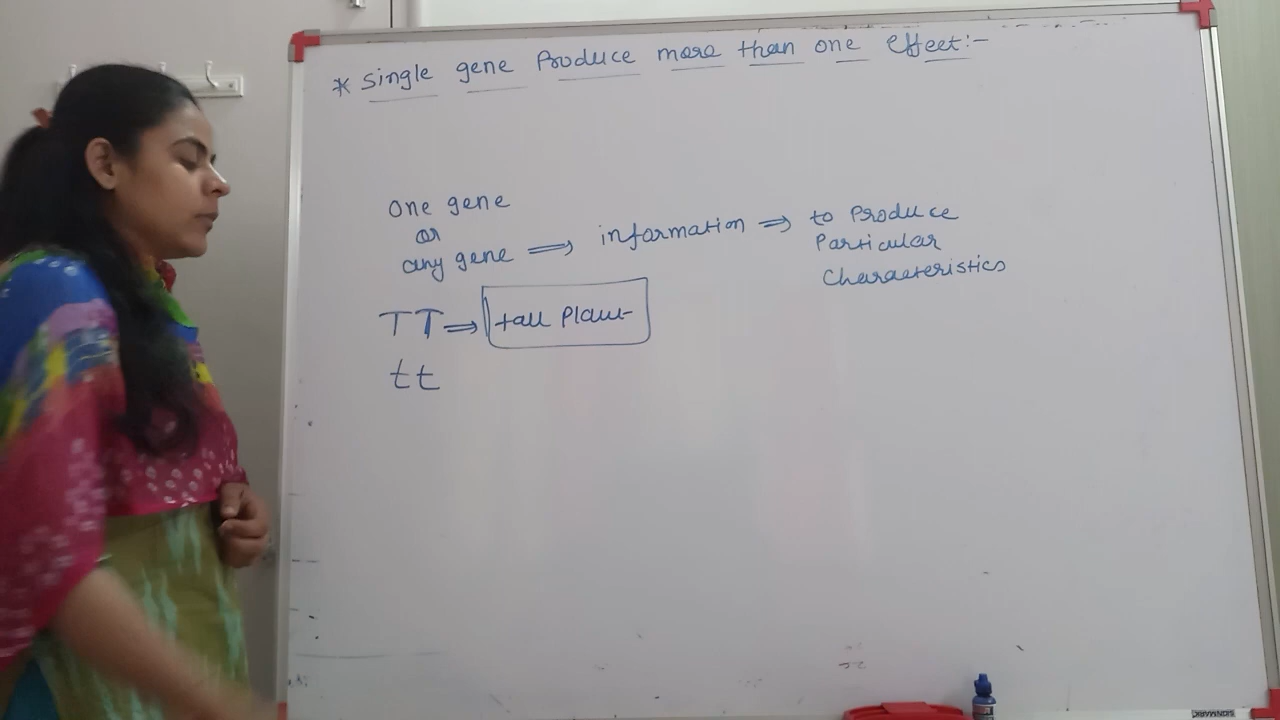 * Single gene Produce more than one effect:-
One gene
or
any gene ⇒ information ⇒ to Produce
Particular
Characteristics
TT ⇒ tall Plant
tt